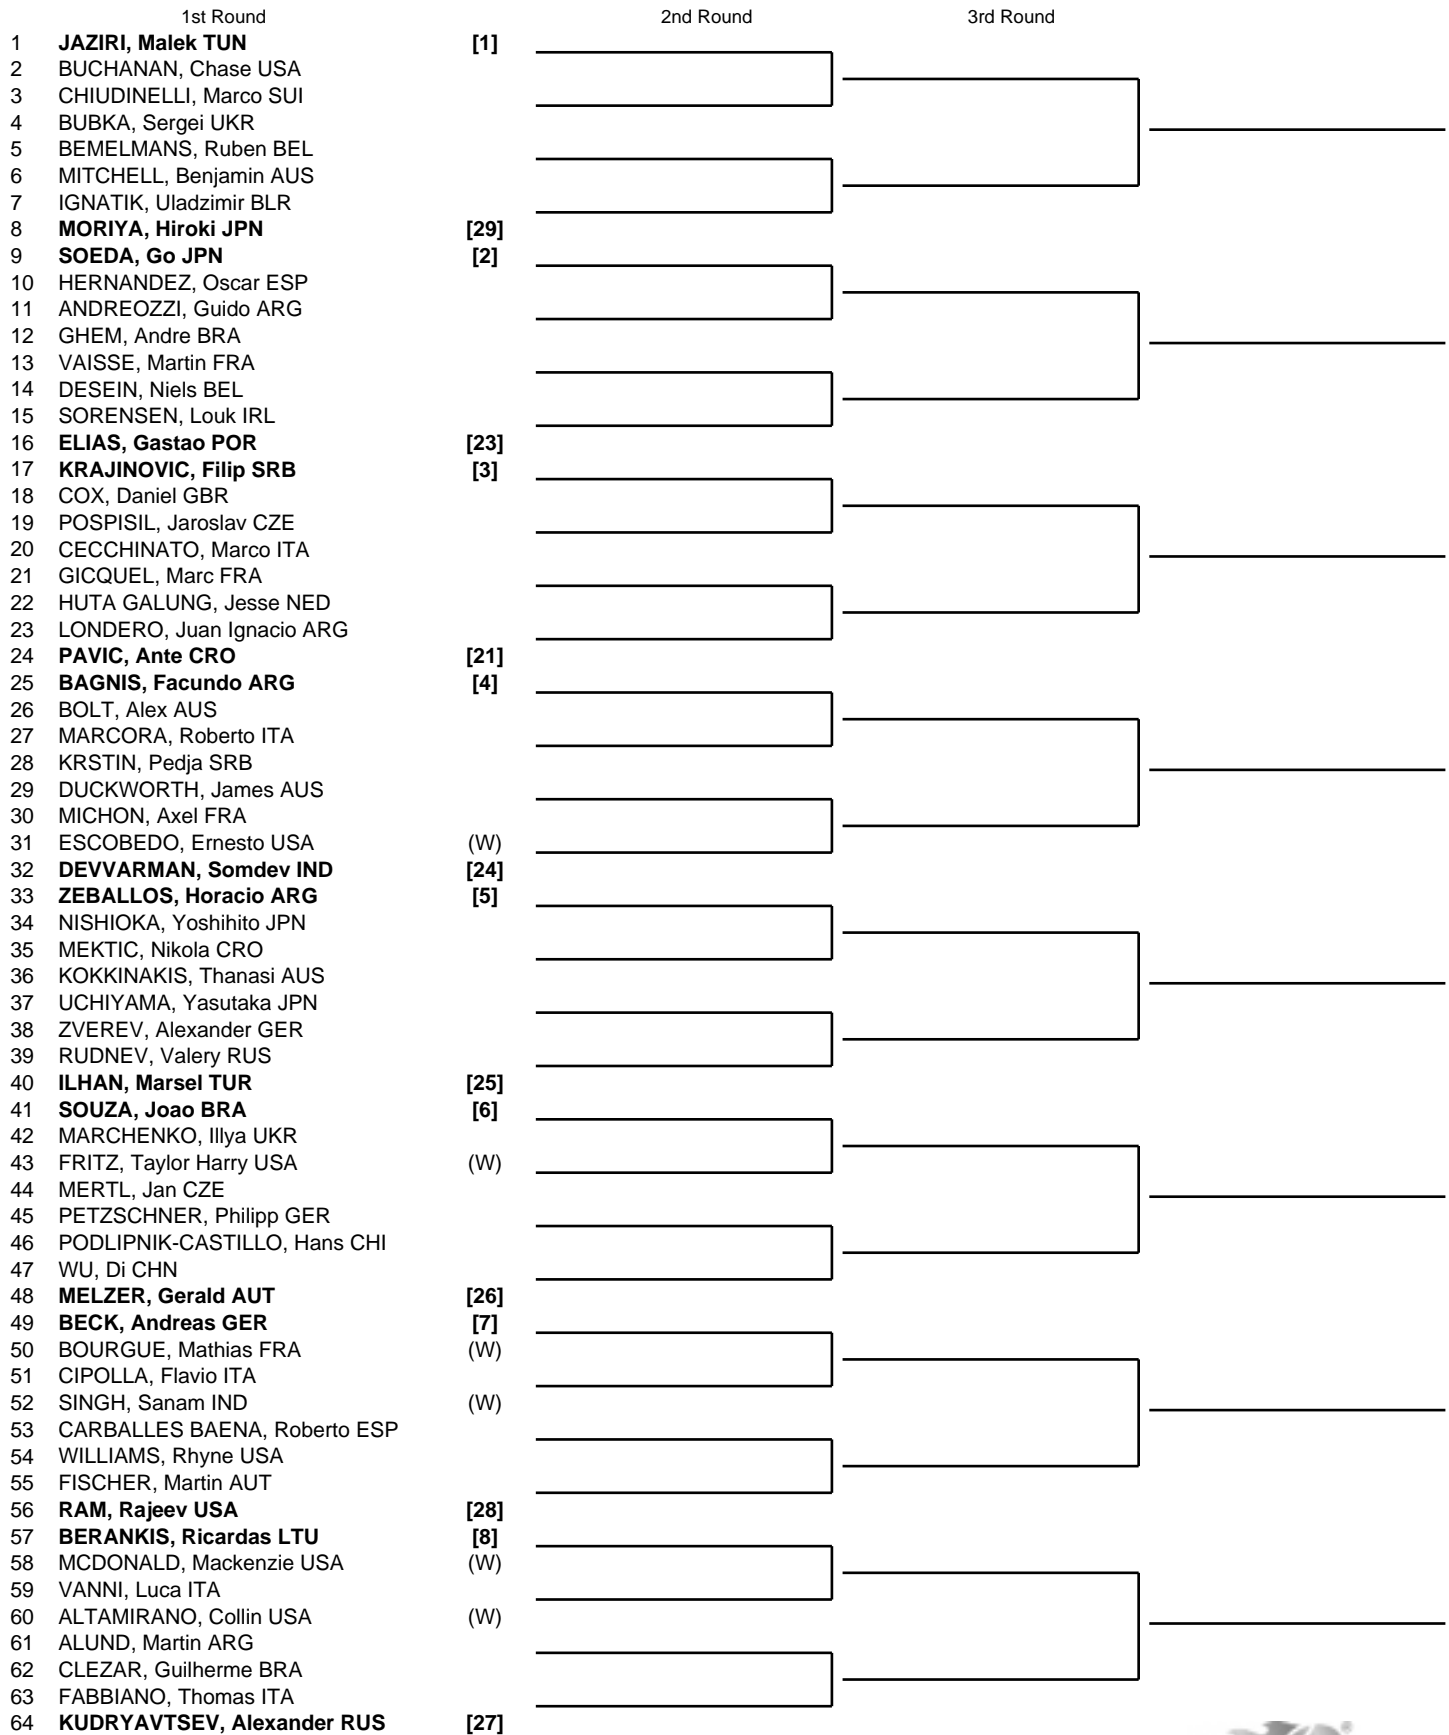 1st Round 2nd Round 3rd Round
1 JAZIRI, Malek TUN [1]
2 BUCHANAN, Chase USA
3 CHIUDINELLI, Marco SUI
4 BUBKA, Sergei UKR
5 BEMELMANS, Ruben BEL
6 MITCHELL, Benjamin AUS
7 IGNATIK, Uladzimir BLR
8 MORIYA, Hiroki JPN [29]
9 SOEDA, Go JPN [2]
10 HERNANDEZ, Oscar ESP
11 ANDREOZZI, Guido ARG
12 GHEM, Andre BRA
13 VAISSE, Martin FRA
14 DESEIN, Niels BEL
15 SORENSEN, Louk IRL
16 ELIAS, Gastao POR [23]
17 KRAJINOVIC, Filip SRB [3]
18 COX, Daniel GBR
19 POSPISIL, Jaroslav CZE
20 CECCHINATO, Marco ITA
21 GICQUEL, Marc FRA
22 HUTA GALUNG, Jesse NED
23 LONDERO, Juan Ignacio ARG
24 PAVIC, Ante CRO [21]
25 BAGNIS, Facundo ARG [4]
26 BOLT, Alex AUS
27 MARCORA, Roberto ITA
28 KRSTIN, Pedja SRB
29 DUCKWORTH, James AUS
30 MICHON, Axel FRA
31 ESCOBEDO, Ernesto USA (W)
32 DEVVARMAN, Somdev IND [24]
33 ZEBALLOS, Horacio ARG [5]
34 NISHIOKA, Yoshihito JPN
35 MEKTIC, Nikola CRO
36 KOKKINAKIS, Thanasi AUS
37 UCHIYAMA, Yasutaka JPN
38 ZVEREV, Alexander GER
39 RUDNEV, Valery RUS
40 ILHAN, Marsel TUR [25]
41 SOUZA, Joao BRA [6]
42 MARCHENKO, Illya UKR
43 FRITZ, Taylor Harry USA (W)
44 MERTL, Jan CZE
45 PETZSCHNER, Philipp GER
46 PODLIPNIK-CASTILLO, Hans CHI
47 WU, Di CHN
48 MELZER, Gerald AUT [26]
49 BECK, Andreas GER [7]
50 BOURGUE, Mathias FRA (W)
51 CIPOLLA, Flavio ITA
52 SINGH, Sanam IND (W)
53 CARBALLES BAENA, Roberto ESP
54 WILLIAMS, Rhyne USA
55 FISCHER, Martin AUT
56 RAM, Rajeev USA [28]
57 BERANKIS, Ricardas LTU [8]
58 MCDONALD, Mackenzie USA (W)
59 VANNI, Luca ITA
60 ALTAMIRANO, Collin USA (W)
61 ALUND, Martin ARG
62 CLEZAR, Guilherme BRA
63 FABBIANO, Thomas ITA
64 KUDRYAVTSEV, Alexander RUS [27]